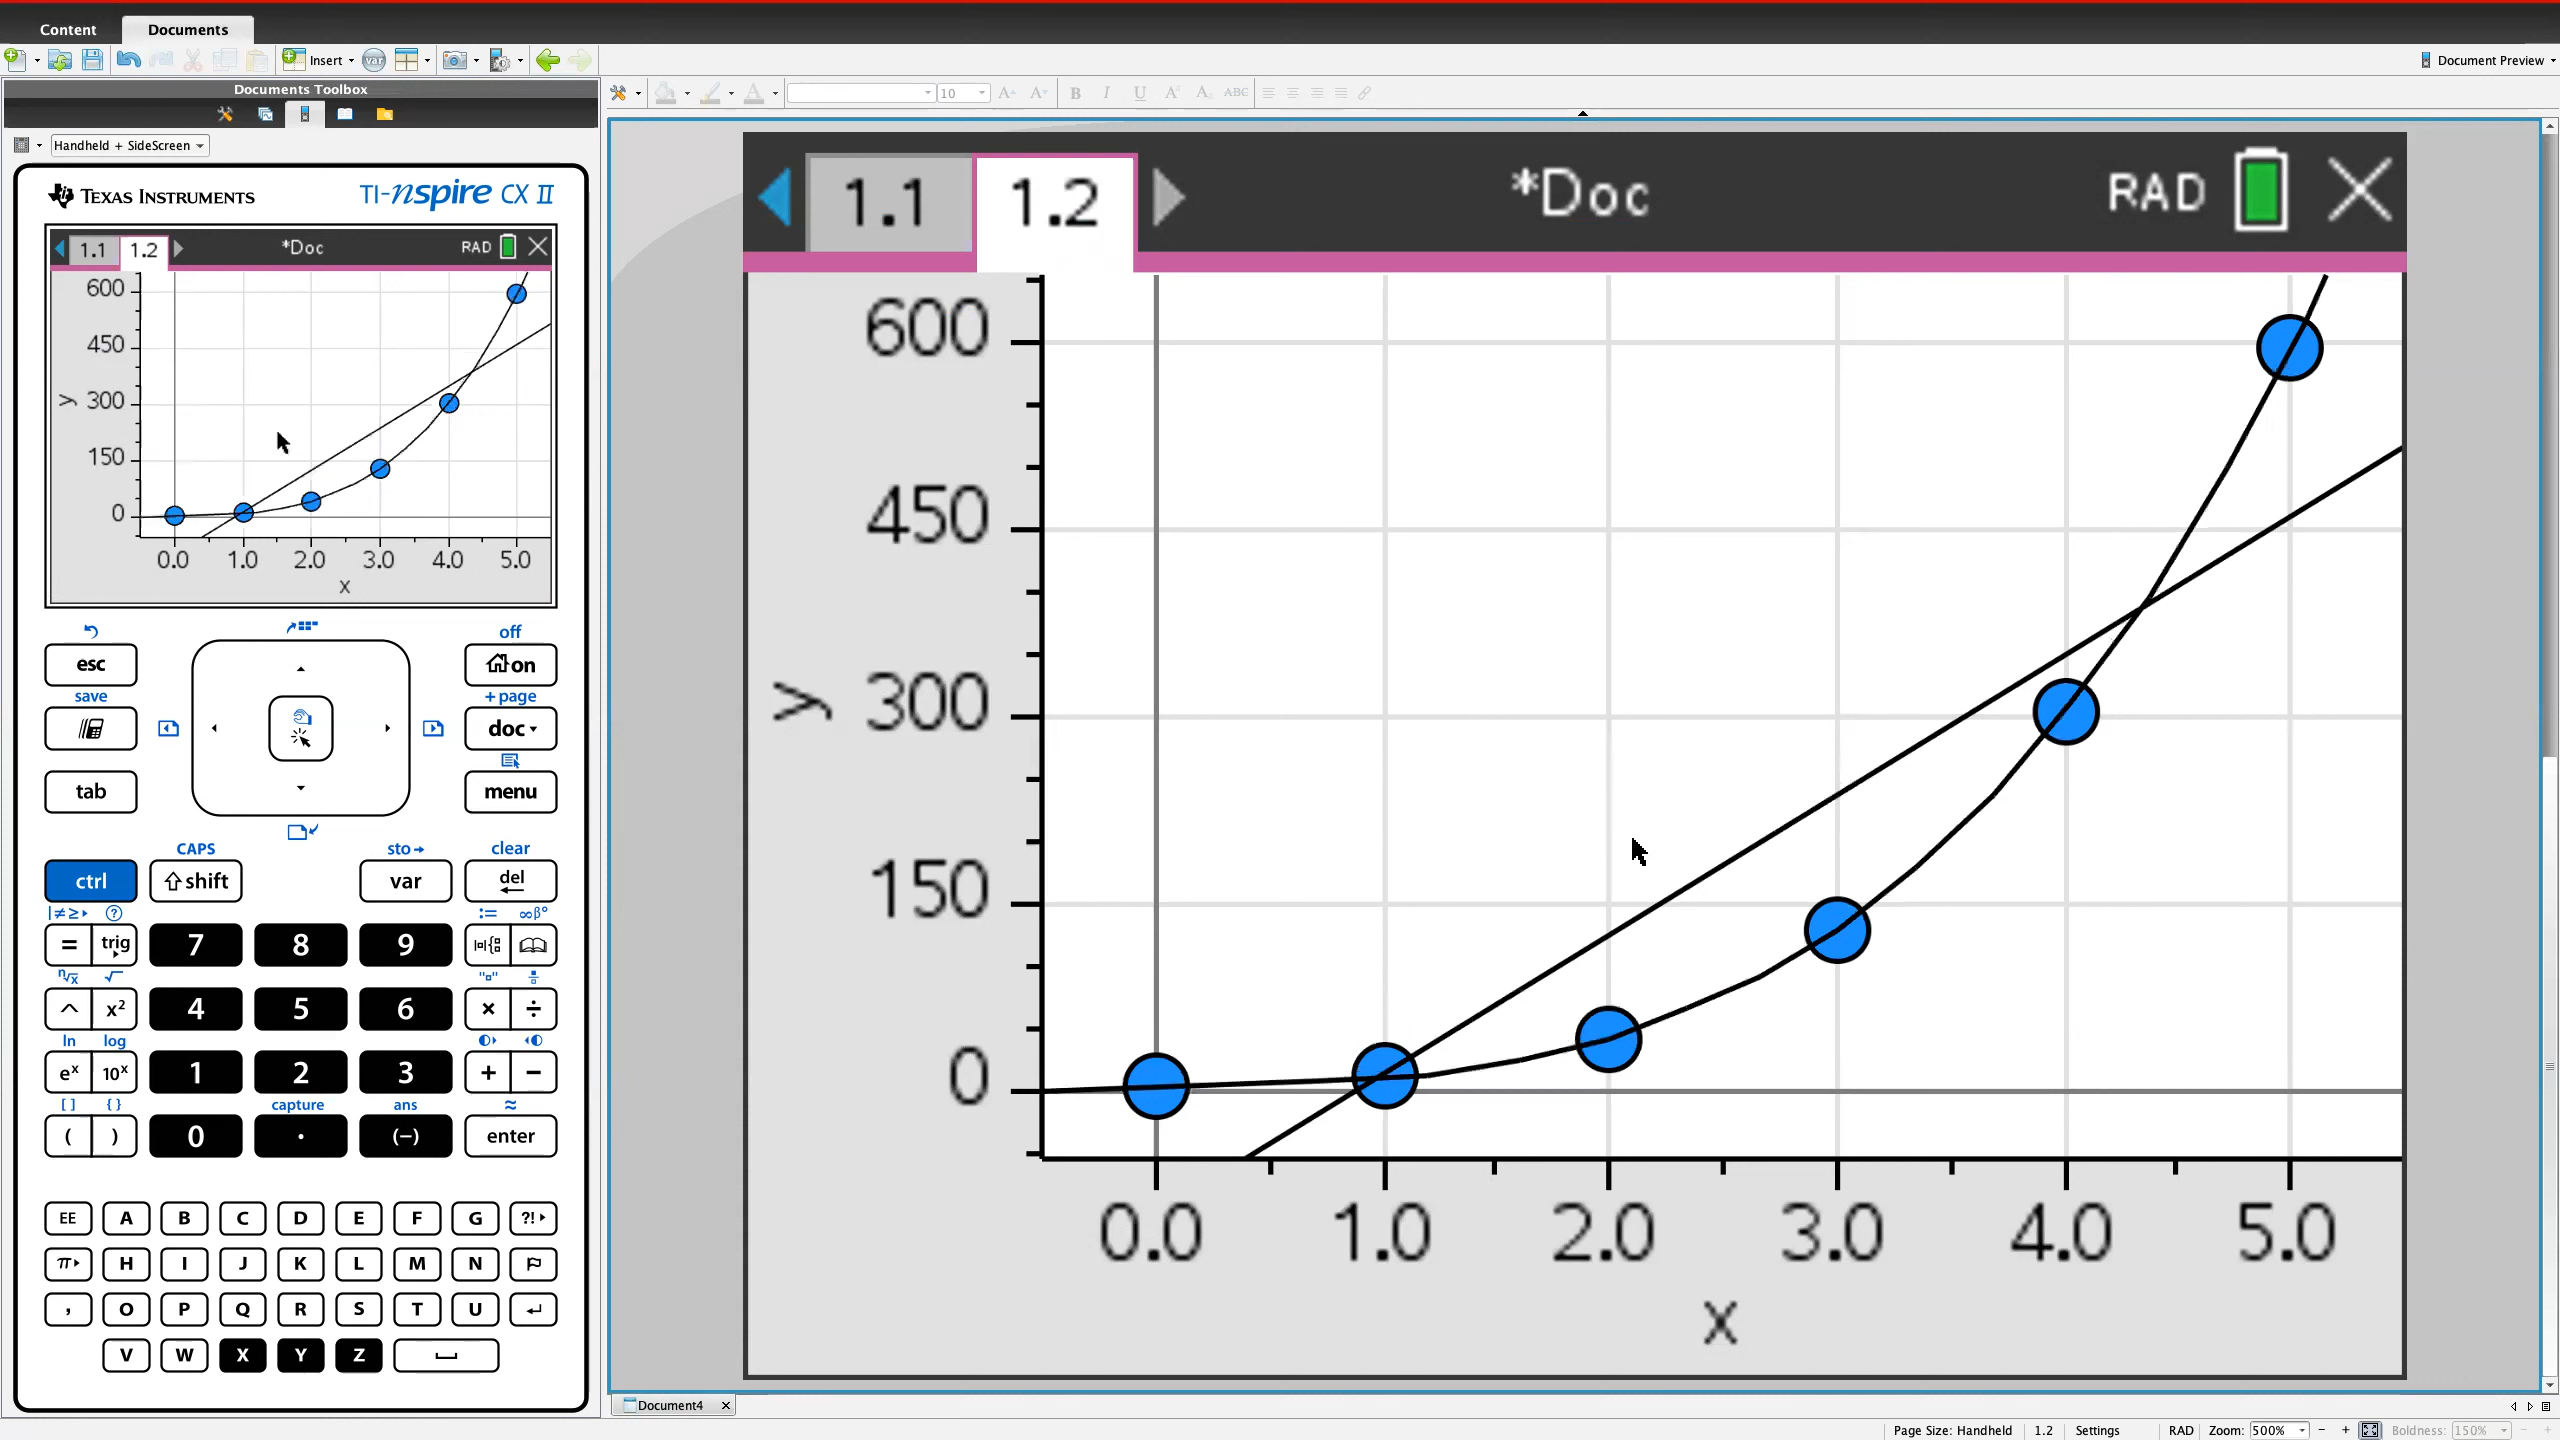 Content Documents
Insert var Document Preview
Documents Toolbox
10 A A B I U A A ABC
Handheld + SideScreen
TEXAS INSTRUMENTS TI-nspire CX II
1.1 1.2 *Doc RAD
600
450
y 300
150
0
0.0 1.0 2.0 3.0 4.0 5.0
x
off
esc on
save + page
doc
tab menu
CAPS sto→ clear
ctrl shift var del
|≠≥▸ ? := ∞β°
= trig 7 8 9
ⁿ√x √ "▫"
^ x² 4 5 6 × ÷
ln log
eˣ 10ˣ 1 2 3 + −
[ ] { } capture ans ≈
( ) 0 . (−) enter
EE A B C D E F G ?!▸
π▸ H I J K L M N
, O P Q R S T U
V W X Y Z
1.1 1.2 *Doc RAD
600
450
y 300
150
0
0.0 1.0 2.0 3.0 4.0 5.0
x
Document4
Page Size: Handheld 1.2 Settings RAD Zoom: 500% − + Boldness: 150% − +